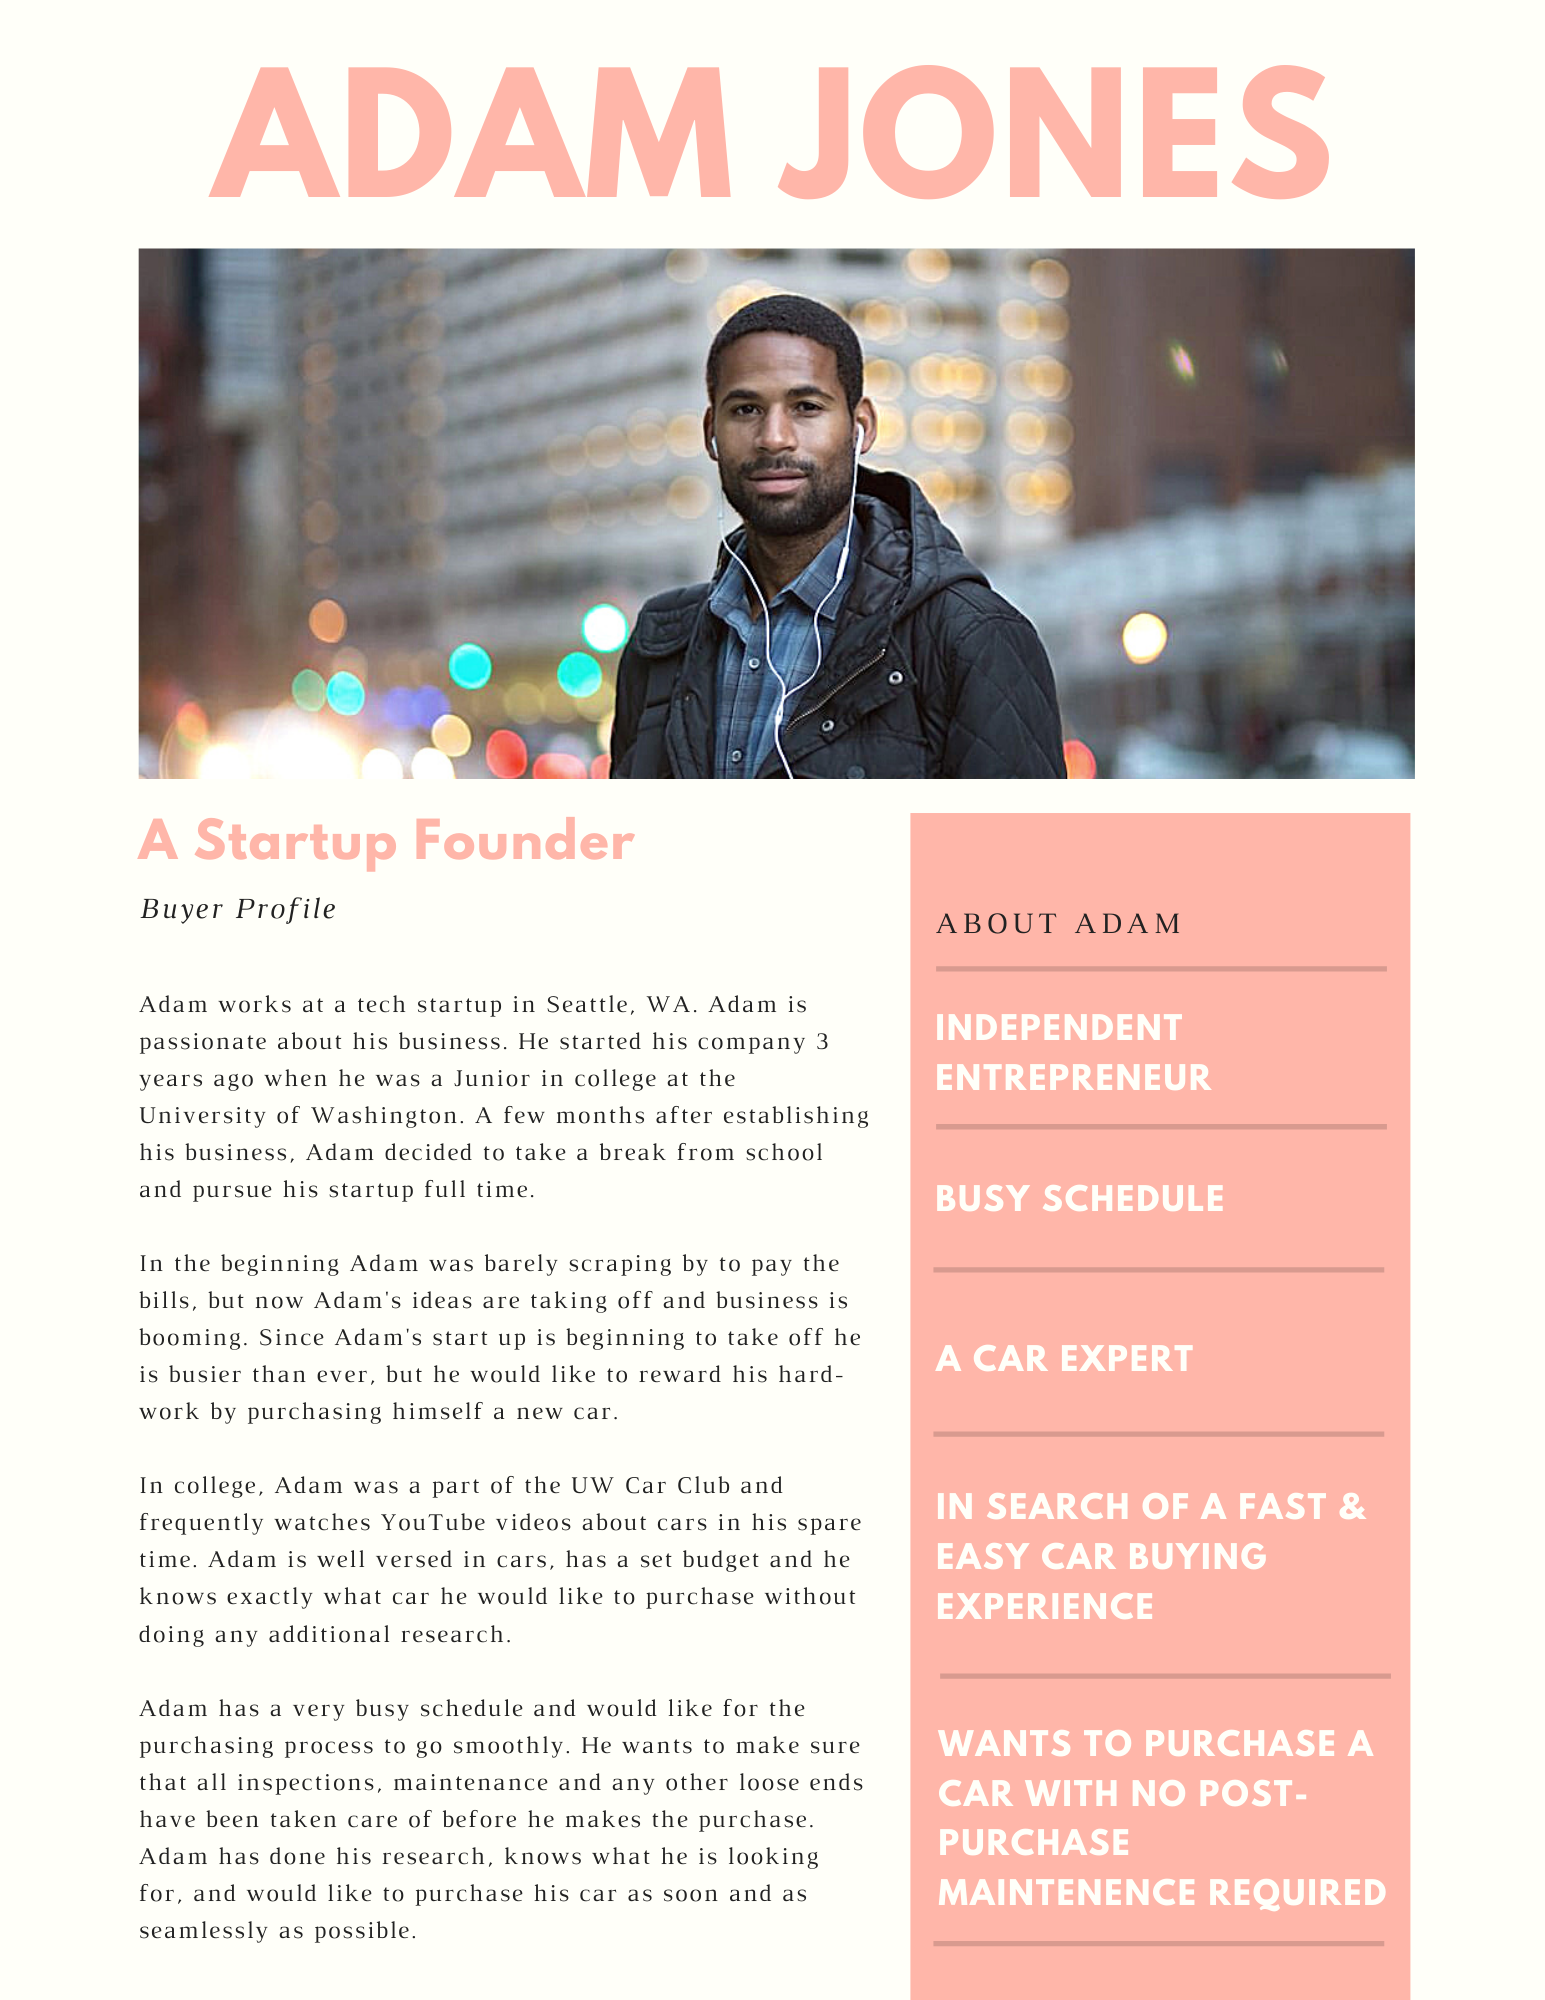 ADAM JONES
A Startup Founder
Buyer Profile
Adam works at a tech startup in Seattle, WA. Adam is
passionate about his business. He started his company 3
years ago when he was a Junior in college at the
University of Washington. A few months after establishing
his business, Adam decided to take a break from school
and pursue his startup full time.
In the beginning Adam was barely scraping by to pay the
bills, but now Adam's ideas are taking off and business is
booming. Since Adam's start up is beginning to take off he
is busier than ever, but he would like to reward his hard-
work by purchasing himself a new car.
In college, Adam was a part of the UW Car Club and
frequently watches YouTube videos about cars in his spare
time. Adam is well versed in cars, has a set budget and he
knows exactly what car he would like to purchase without
doing any additional research.
Adam has a very busy schedule and would like for the
purchasing process to go smoothly. He wants to make sure
that all inspections, maintenance and any other loose ends
have been taken care of before he makes the purchase.
Adam has done his research, knows what he is looking
for, and would like to purchase his car as soon and as
seamlessly as possible.
ABOUT ADAM
INDEPENDENT
ENTREPRENEUR
BUSY SCHEDULE
A CAR EXPERT
IN SEARCH OF A FAST &
EASY CAR BUYING
EXPERIENCE
WANTS TO PURCHASE A
CAR WITH NO POST-
PURCHASE
MAINTENENCE REQUIRED